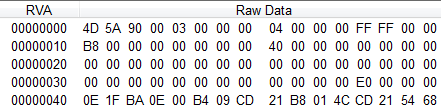 RVA Raw Data
00000000 4D 5A 90 00 03 00 00 00 04 00 00 00 FF FF 00 00
00000010 B8 00 00 00 00 00 00 00 40 00 00 00 00 00 00 00
00000020 00 00 00 00 00 00 00 00 00 00 00 00 00 00 00 00
00000030 00 00 00 00 00 00 00 00 00 00 00 00 E0 00 00 00
00000040 0E 1F BA 0E 00 B4 09 CD 21 B8 01 4C CD 21 54 68